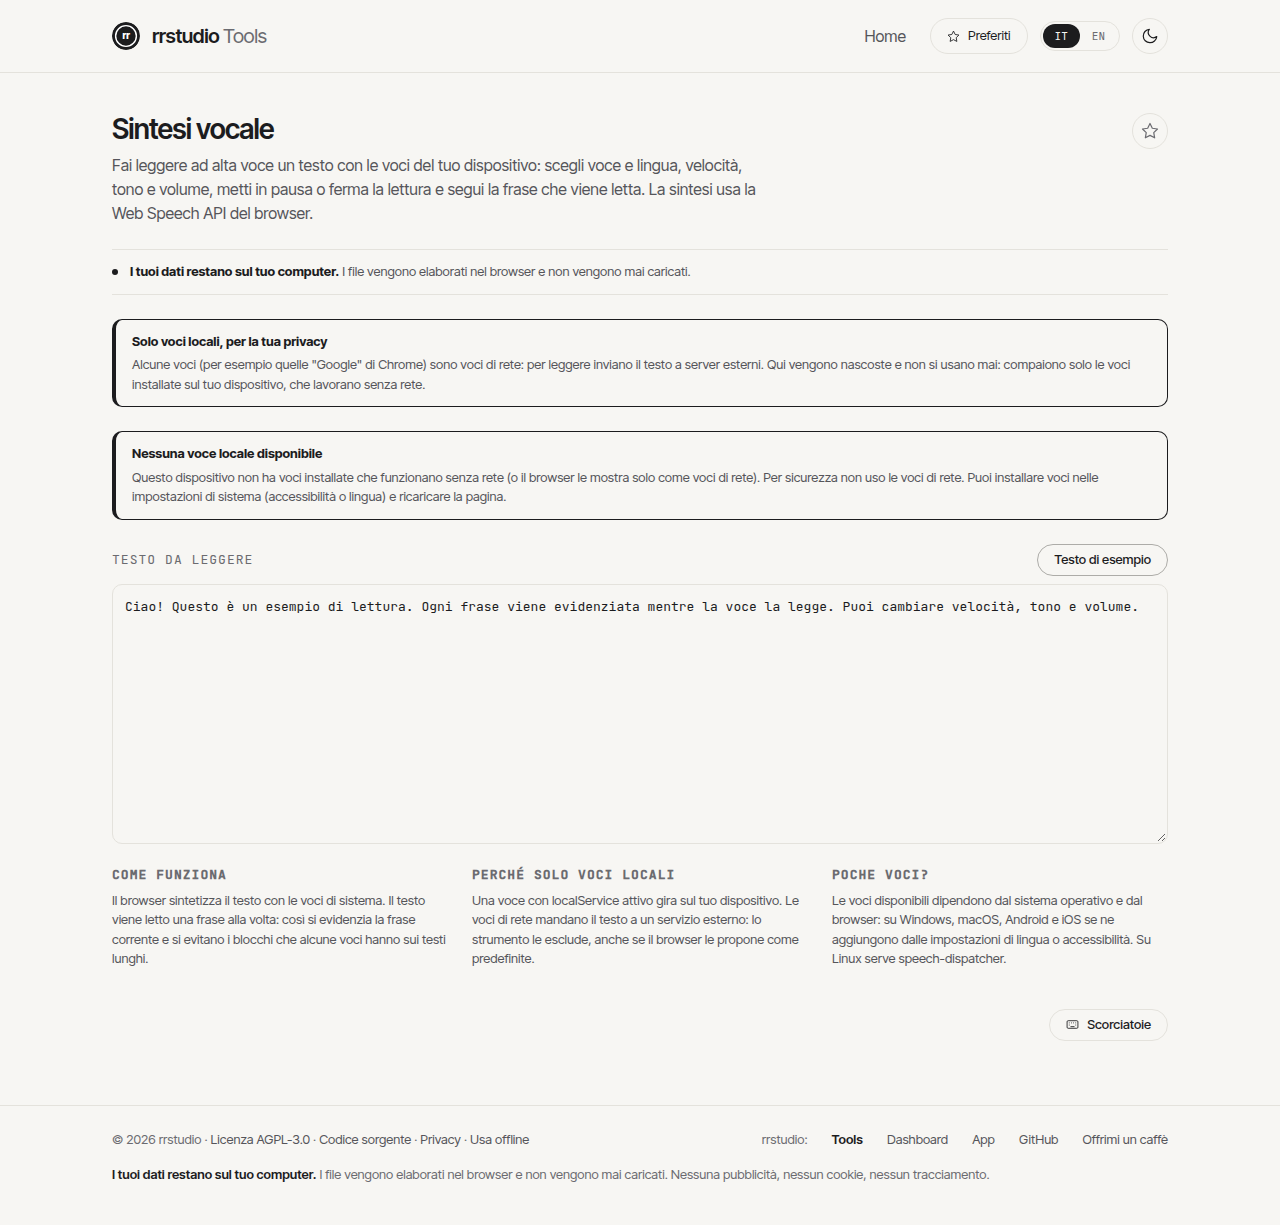 rr rrstudio Tools
Home
Preferiti
IT EN
Sintesi vocale
Fai leggere ad alta voce un testo con le voci del tuo dispositivo: scegli voce e lingua, velocità,
tono e volume, metti in pausa o ferma la lettura e segui la frase che viene letta. La sintesi usa la
Web Speech API del browser.
I tuoi dati restano sul tuo computer. I file vengono elaborati nel browser e non vengono mai caricati.
Solo voci locali, per la tua privacy
Alcune voci (per esempio quelle "Google" di Chrome) sono voci di rete: per leggere inviano il testo a server esterni. Qui vengono nascoste e non si usano mai: compaiono solo le voci
installate sul tuo dispositivo, che lavorano senza rete.
Nessuna voce locale disponibile
Questo dispositivo non ha voci installate che funzionano senza rete (o il browser le mostra solo come voci di rete). Per sicurezza non uso le voci di rete. Puoi installare voci nelle
impostazioni di sistema (accessibilità o lingua) e ricaricare la pagina.
TESTO DA LEGGERE
Testo di esempio
Ciao! Questo è un esempio di lettura. Ogni frase viene evidenziata mentre la voce la legge. Puoi cambiare velocità, tono e volume.
COME FUNZIONA
Il browser sintetizza il testo con le voci di sistema. Il testo
viene letto una frase alla volta: così si evidenzia la frase
corrente e si evitano i blocchi che alcune voci hanno sui testi
lunghi.
PERCHÉ SOLO VOCI LOCALI
Una voce con localService attivo gira sul tuo dispositivo. Le
voci di rete mandano il testo a un servizio esterno: lo
strumento le esclude, anche se il browser le propone come
predefinite.
POCHE VOCI?
Le voci disponibili dipendono dal sistema operativo e dal
browser: su Windows, macOS, Android e iOS se ne
aggiungono dalle impostazioni di lingua o accessibilità. Su
Linux serve speech-dispatcher.
Scorciatoie
© 2026 rrstudio · Licenza AGPL-3.0 · Codice sorgente · Privacy · Usa offline
rrstudio: Tools Dashboard App GitHub Offrimi un caffè
I tuoi dati restano sul tuo computer. I file vengono elaborati nel browser e non vengono mai caricati. Nessuna pubblicità, nessun cookie, nessun tracciamento.